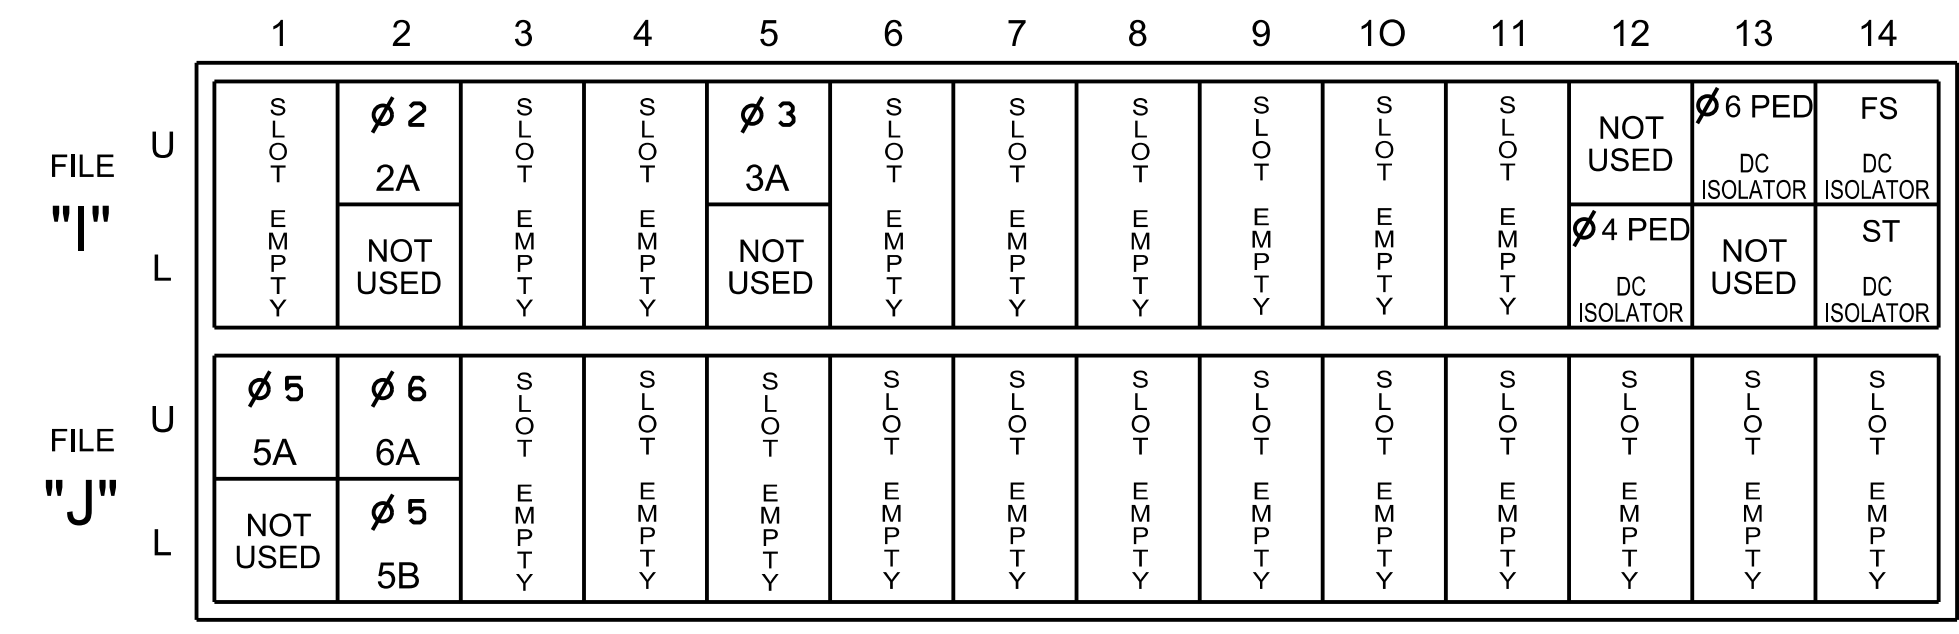 1 2 3 4 5 6 7 8 9 10 11 12 13 14
FILE "I"
U
L
SLOT EMPTY
ø 2
2A
NOT USED
SLOT EMPTY
SLOT EMPTY
ø 3
3A
NOT USED
SLOT EMPTY
SLOT EMPTY
SLOT EMPTY
SLOT EMPTY
SLOT EMPTY
SLOT EMPTY
NOT USED
ø 4 PED
DC
ISOLATOR
ø 6 PED
DC
ISOLATOR
NOT USED
FS
DC
ISOLATOR
ST
DC
ISOLATOR
FILE "J"
U
L
ø 5
5A
NOT USED
ø 6
6A
ø 5
5B
SLOT EMPTY
SLOT EMPTY
SLOT EMPTY
SLOT EMPTY
SLOT EMPTY
SLOT EMPTY
SLOT EMPTY
SLOT EMPTY
SLOT EMPTY
SLOT EMPTY
SLOT EMPTY
SLOT EMPTY